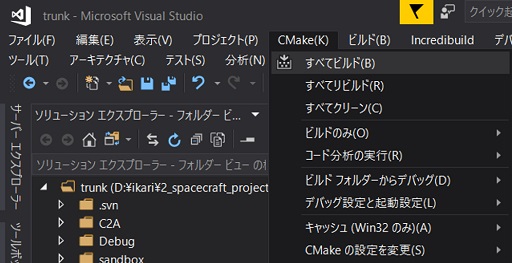 trunk - Microsoft Visual Studio
クイック起
ファイル(F) 編集(E) 表示(V) プロジェクト(P) CMake(K) ビルド(B) Incredibuild デバ
ツール(T) アーキテクチャ(C) テスト(S) 分析(N)
すべてビルド(B)
すべてリビルド(R)
すべてクリーン(C)
ビルドのみ(O)
コード分析の実行(R)
ビルド フォルダーからデバッグ(D)
デバッグ設定と起動設定(L)
キャッシュ (Win32 のみ)(A)
CMake の設定を変更(S)
サーバー エクスプローラー
ツールボッ
ソリューション エクスプローラー - フォルダー ビ...
ソリューション エクスプローラー - フォルダー ビューの検
trunk (D:¥ikari¥2_spacecraft_project
.svn
C2A
Debug
sandbox